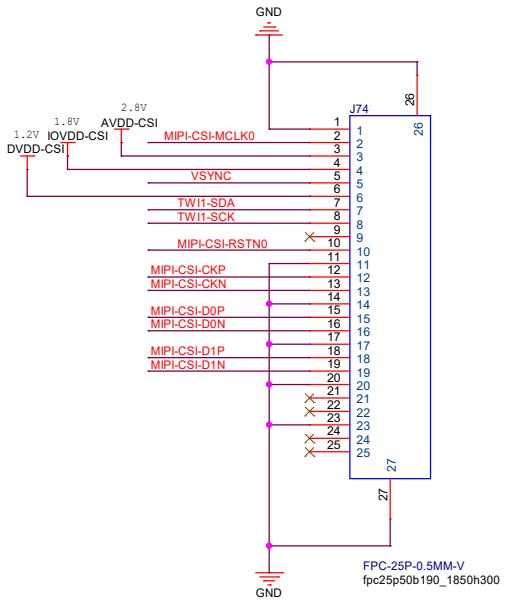 GND
26
2.8V
1.8V
1.2V
AVDD-CSI
IOVDD-CSI
DVDD-CSI
J74
26
1 1
MIPI-CSI-MCLK0 2 2
3 3
4 4
VSYNC 5 5
6 6
TWI1-SDA 7 7
TWI1-SCK 8 8
9 9
MIPI-CSI-RSTN0 10 10
11 11
MIPI-CSI-CKP 12 12
MIPI-CSI-CKN 13 13
14 14
MIPI-CSI-D0P 15 15
MIPI-CSI-D0N 16 16
17 17
MIPI-CSI-D1P 18 18
MIPI-CSI-D1N 19 19
20 20
21 21
22 22
23 23
24 24
25 25
27
27
FPC-25P-0.5MM-V
fpc25p50b190_1850h300
GND